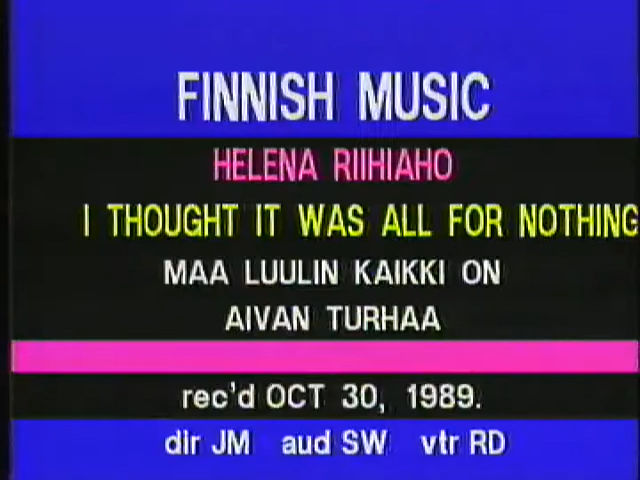 FINNISH MUSIC
HELENA RIIHIAHO
I THOUGHT IT WAS ALL FOR NOTHING
MAA LUULIN KAIKKI ON
AIVAN TURHAA
rec'd OCT 30, 1989.
dir JM aud SW vtr RD